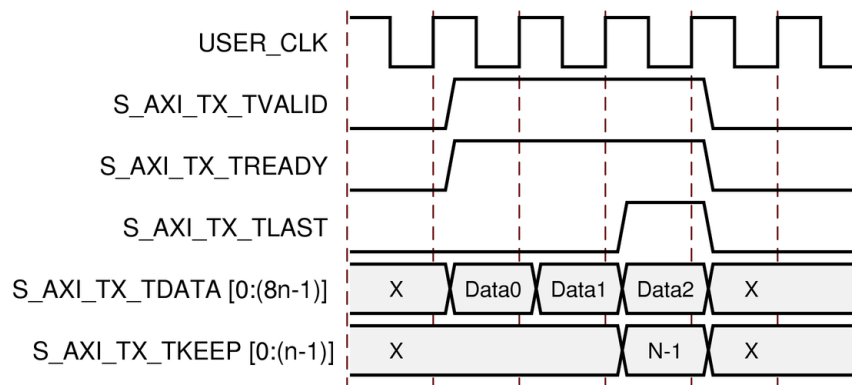 USER_CLK
S_AXI_TX_TVALID
S_AXI_TX_TREADY
S_AXI_TX_TLAST
S_AXI_TX_TDATA [0:(8n-1)] X Data0 Data1 Data2 X
S_AXI_TX_TKEEP [0:(n-1)] X N-1 X